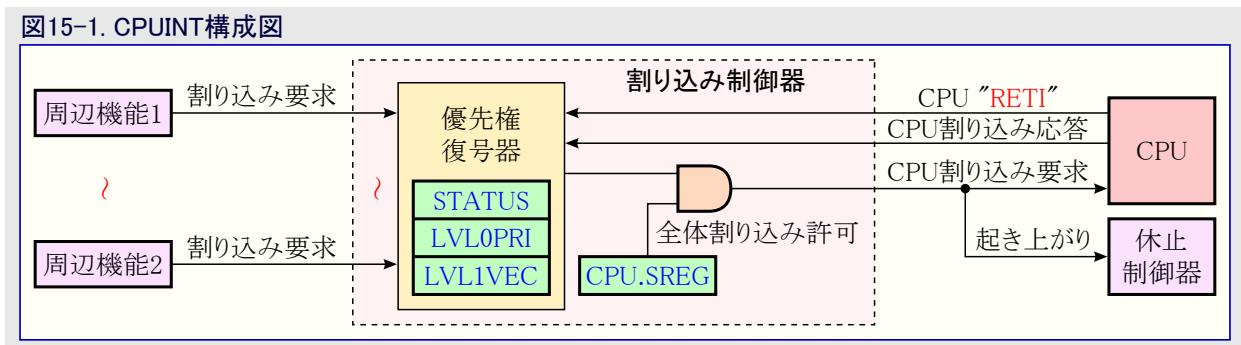 図15-1. CPUINT構成図
割り込み制御器
周辺機能1
割り込み要求
優先権
復号器
CPU "RETI"
CPU割り込み応答
CPU
CPU割り込み要求
～
～
STATUS
LVL0PRI
LVL1VEC
全体割り込み許可
CPU.SREG
周辺機能2
割り込み要求
起き上がり
休止
制御器